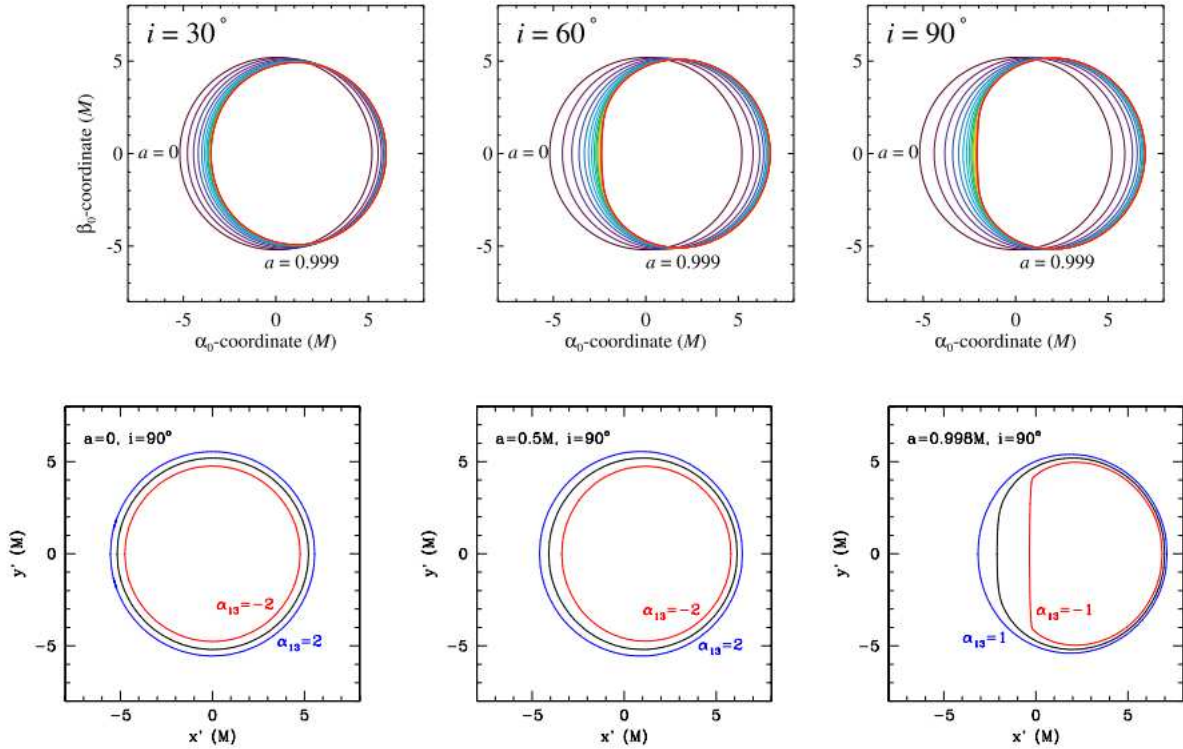 i = 30°
β₀-coordinate (M)
5
0
-5
a = 0
a = 0.999
-5
0
5
α₀-coordinate (M)
i = 60°
5
0
-5
a = 0
a = 0.999
-5
0
5
α₀-coordinate (M)
i = 90°
5
0
-5
a = 0
a = 0.999
-5
0
5
α₀-coordinate (M)
a=0, i=90°
y' (M)
5
0
−5
α₁₃=−2
α₁₃=2
−5
0
5
x' (M)
a=0.5M, i=90°
y' (M)
5
0
−5
α₁₃=−2
α₁₃=2
−5
0
5
x' (M)
a=0.998M, i=90°
y' (M)
5
0
−5
α₁₃=−1
α₁₃=1
−5
0
5
x' (M)